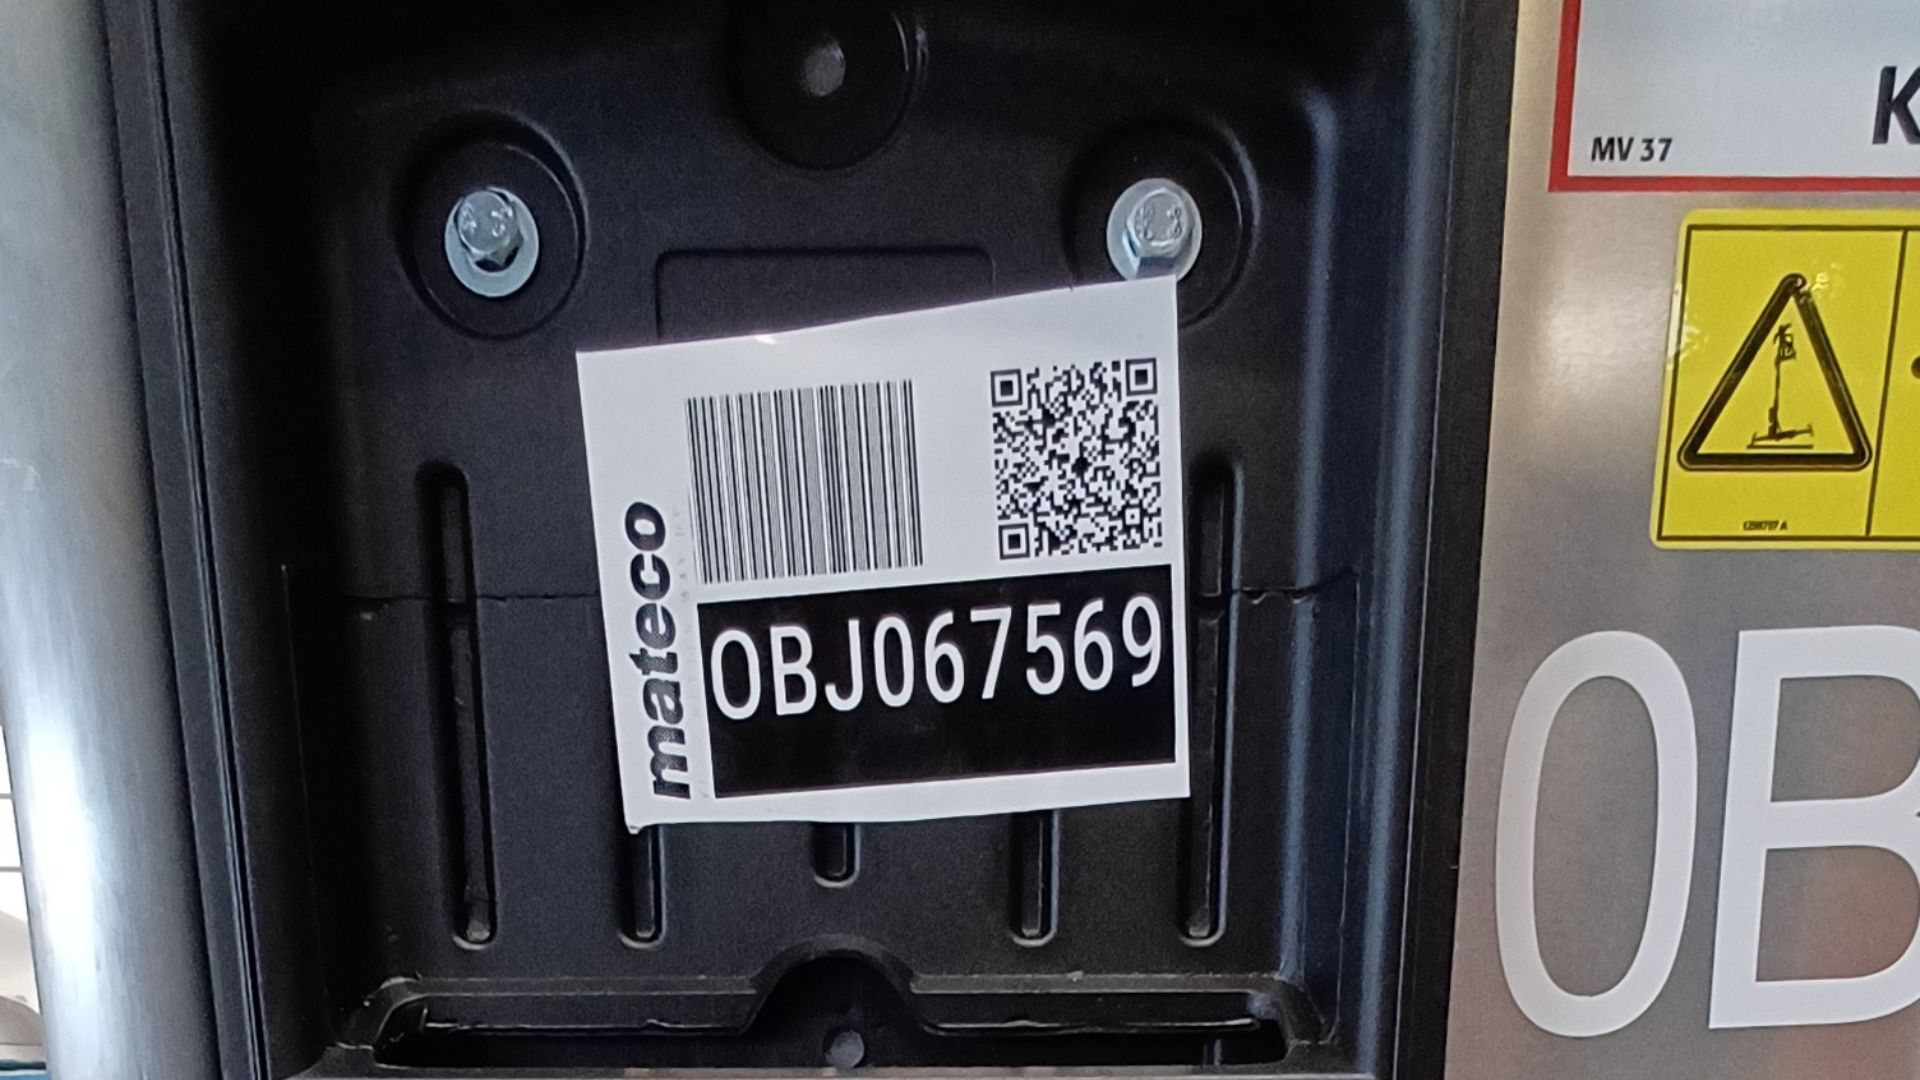 K
MV 37
mateco
OBJ067569
OB